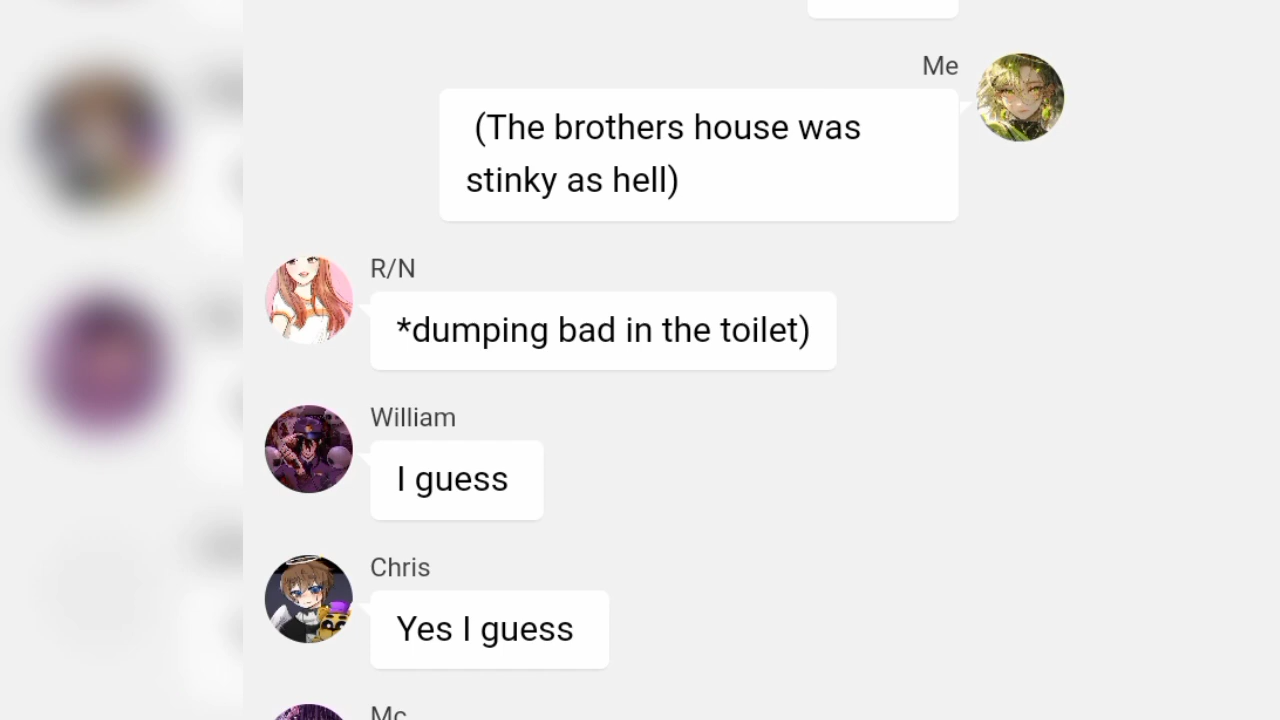 Me
(The brothers house was
stinky as hell)
R/N
*dumping bad in the toilet)
William
I guess
Chris
Yes I guess
Mc